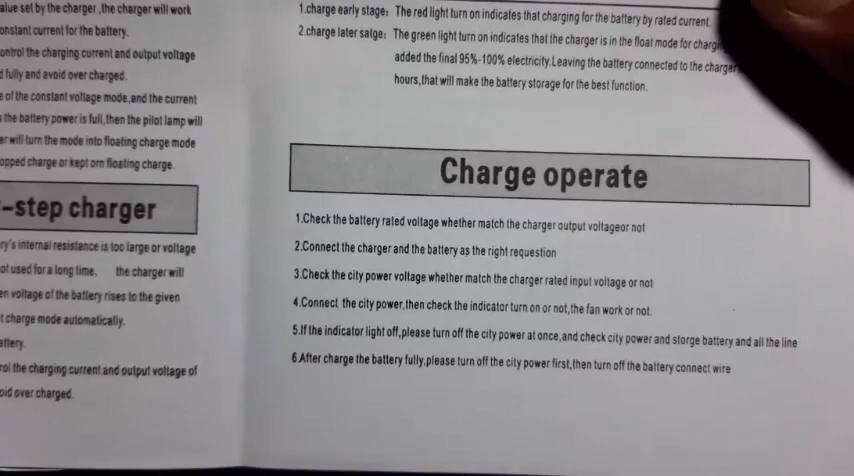 alue set by the charger ,the charger will work
onstant current for the battery.
ontrol the charging current and output voltage
d fully and avoid over charged.
e of the constant voltage mode,and the current
the battery power is full,then the pilot lamp will
er will turn the mode into floating charge mode
opped charge or kept orn floating charge.
-step charger
ry's internal resistance is too large or voltage
ot used for a long time, the charger will
en voltage of the battery rises to the given
t charge mode automatically.
attery.
rol the charging current and output voltage of
oid over charged.
1.charge early stage: The red light turn on indicates that charging for the battery by rated current.
2.charge later salge: The green light turn on indicates that the charger is in the float mode for chargi
added the final 95%-100% electricity.Leaving the battery connected to the charger
hours,that will make the battery storage for the best function.
Charge operate
1.Check the battery rated voltage whether match the charger output voltageor not
2.Connect the charger and the battery as the right requestion
3.Check the city power voltage whether match the charger rated input voltage or not
4.Connect the city power,then check the indicator turn on or not,the fan work or not.
5.If the indicator light off,please turn off the city power at once,and check city power and storge battery and all the line
6.After charge the battery fully,please turn off the city power first,then turn off the battery connect wire